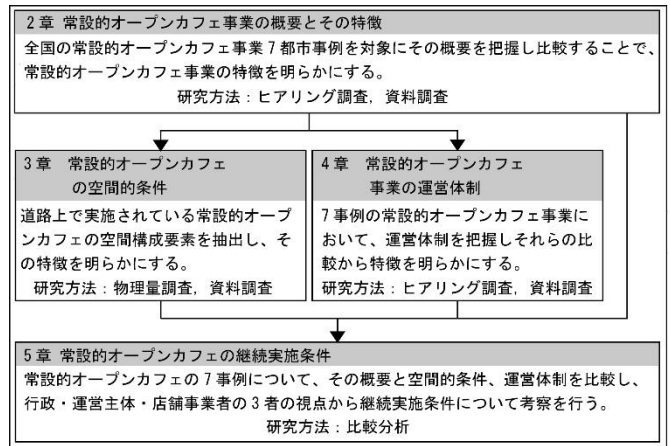 2章 常設的オープンカフェ事業の概要とその特徴
全国の常設的オープンカフェ事業7都市事例を対象にその概要を把握し比較することで、
常設的オープンカフェ事業の特徴を明らかにする。
研究方法：ヒアリング調査，資料調査
3章 常設的オープンカフェ
の空間的条件
道路上で実施されている常設的オープ
ンカフェの空間構成要素を抽出し、そ
の特徴を明らかにする。
研究方法：物理量調査，資料調査
4章 常設的オープンカフェ
事業の運営体制
7事例の常設的オープンカフェ事業に
おいて、運営体制を把握しそれらの比
較から特徴を明らかにする。
研究方法：ヒアリング調査，資料調査
5章 常設的オープンカフェの継続実施条件
常設的オープンカフェの7事例について、その概要と空間的条件、運営体制を比較し、
行政・運営主体・店舗事業者の3者の視点から継続実施条件について考察を行う。
研究方法：比較分析